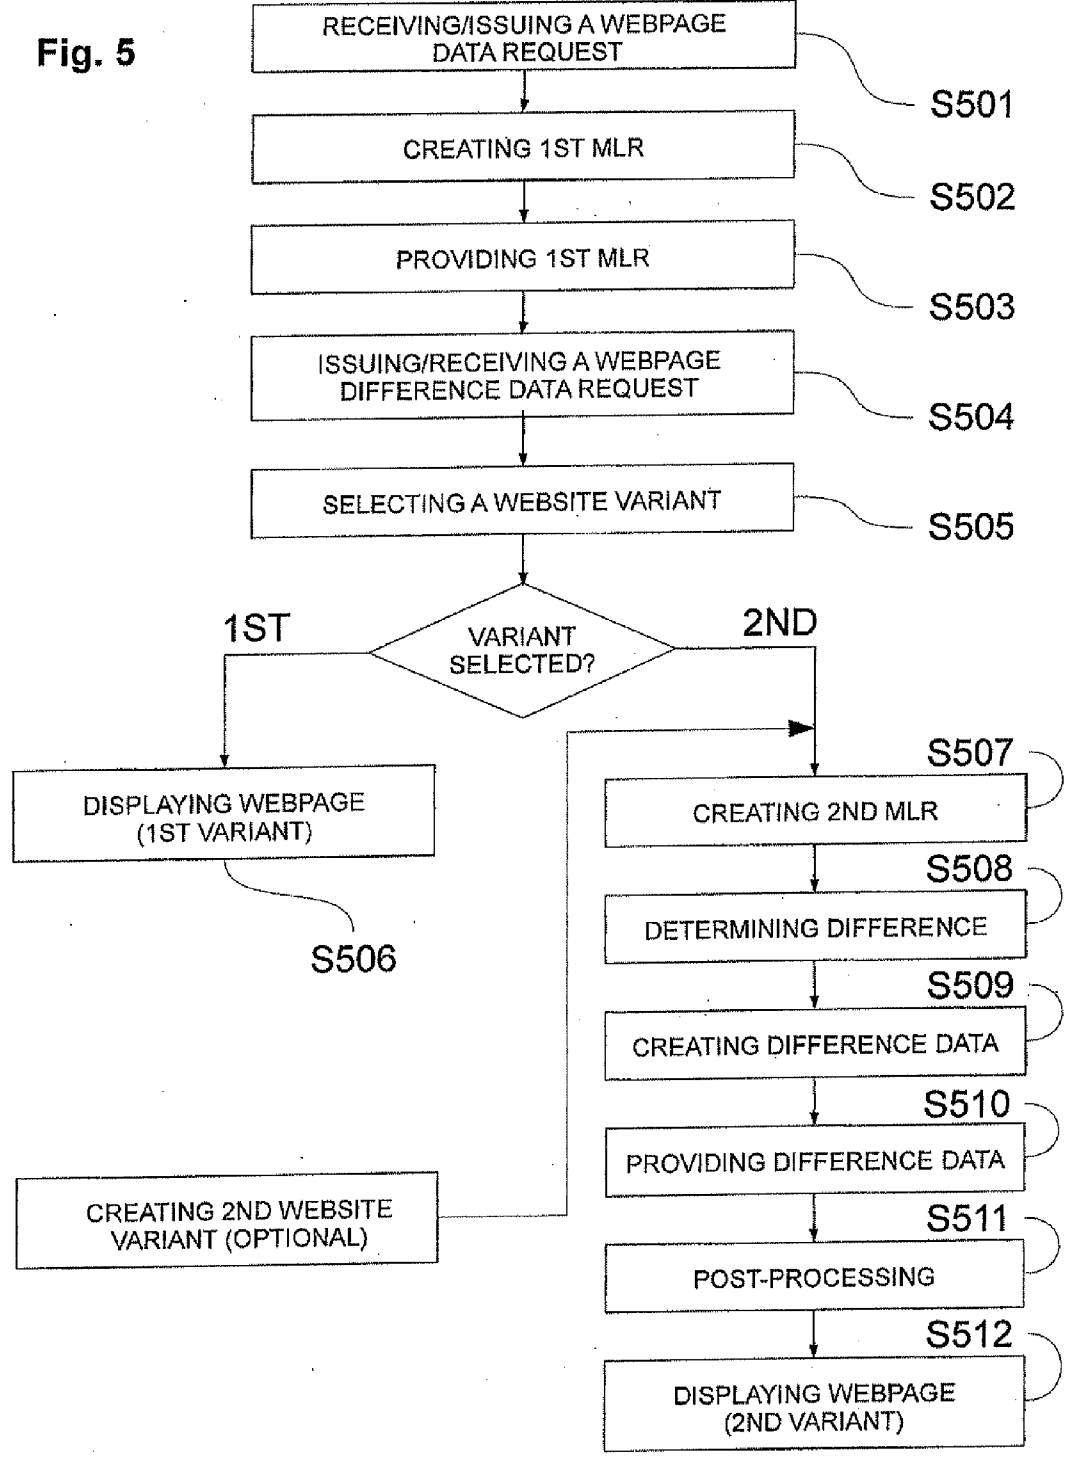 Fig. 5
RECEIVING/ISSUING A WEBPAGE
DATA REQUEST
S501
CREATING 1ST MLR
S502
PROVIDING 1ST MLR
S503
ISSUING/RECEIVING A WEBPAGE
DIFFERENCE DATA REQUEST
S504
SELECTING A WEBSITE VARIANT
S505
VARIANT
SELECTED?
1ST
2ND
DISPLAYING WEBPAGE
(1ST VARIANT)
S506
S507
CREATING 2ND MLR
S508
DETERMINING DIFFERENCE
S509
CREATING DIFFERENCE DATA
S510
PROVIDING DIFFERENCE DATA
CREATING 2ND WEBSITE
VARIANT (OPTIONAL)
S511
POST-PROCESSING
S512
DISPLAYING WEBPAGE
(2ND VARIANT)